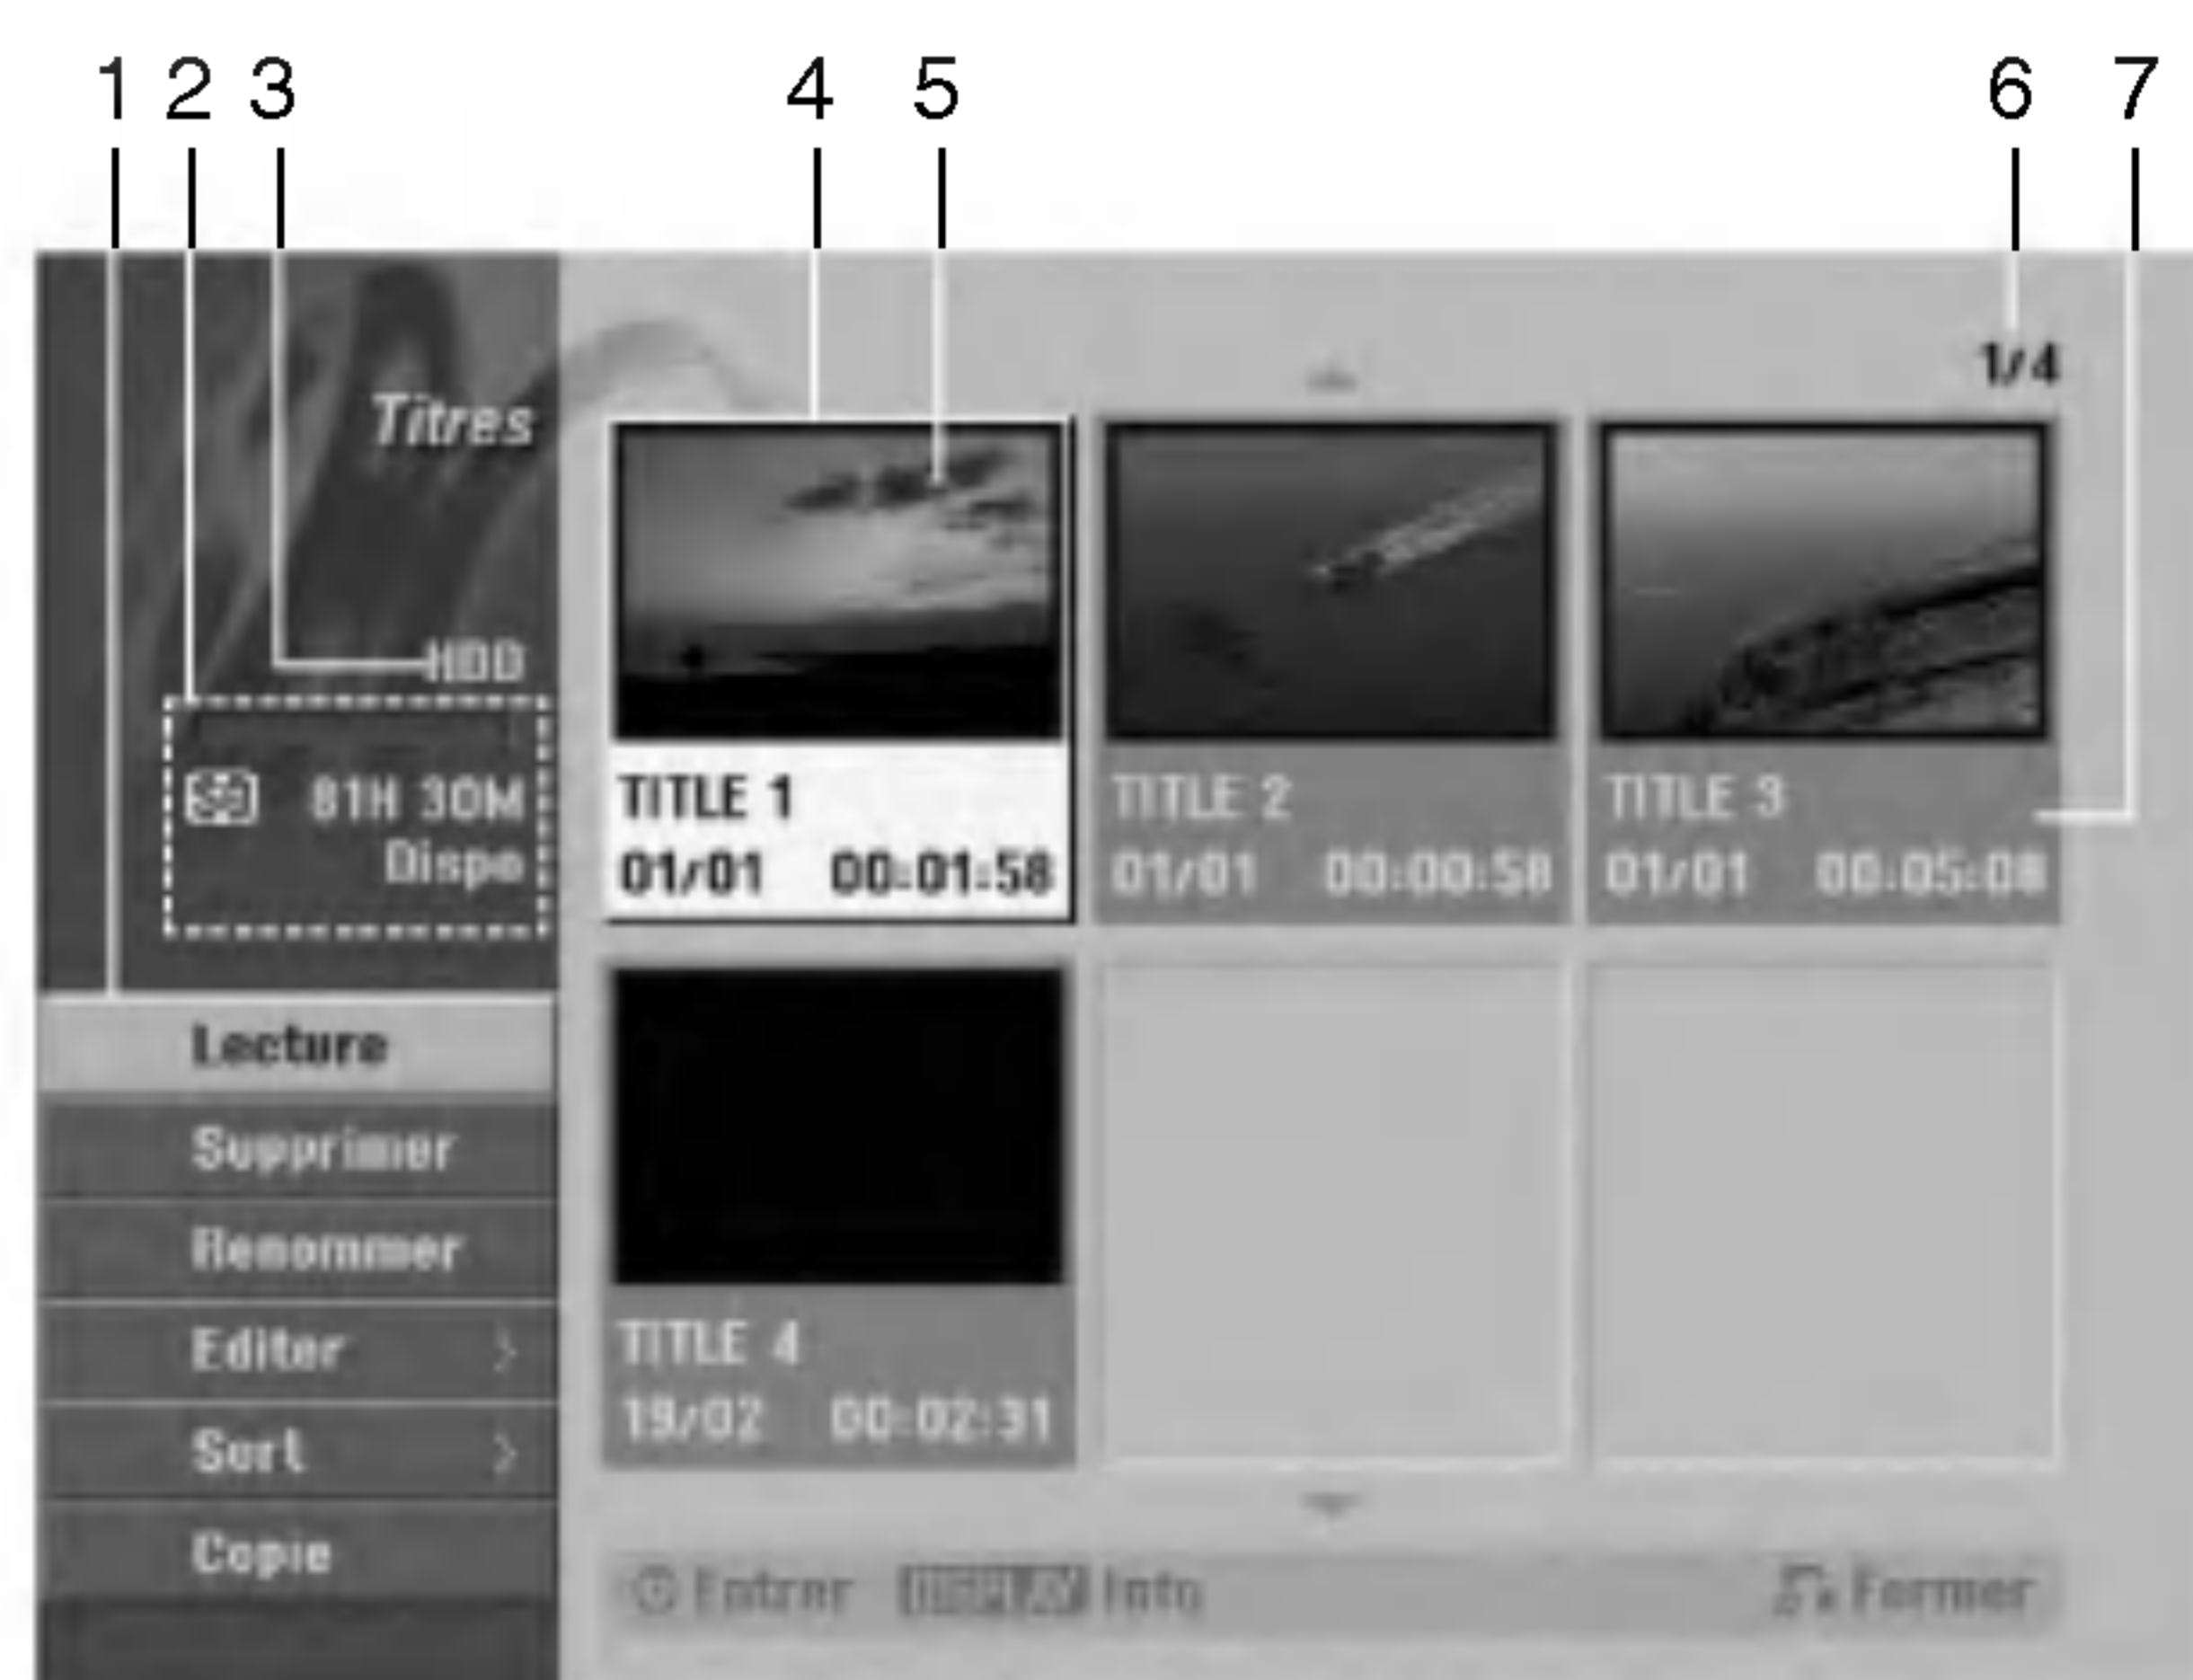 1 2 3 4 5 6 7
1/4
Titres
HDD
81H 30M
Dispo
TITLE 1
01/01 00:01:58
TITLE 2
01/01 00:00:58
TITLE 3
01/01 00:05:08
Lecture
Supprimer
Renommer
Editer >
Sort >
Copie
TITLE 4
19/02 00:02:31
Entrer DISPLAY Info
Fermer